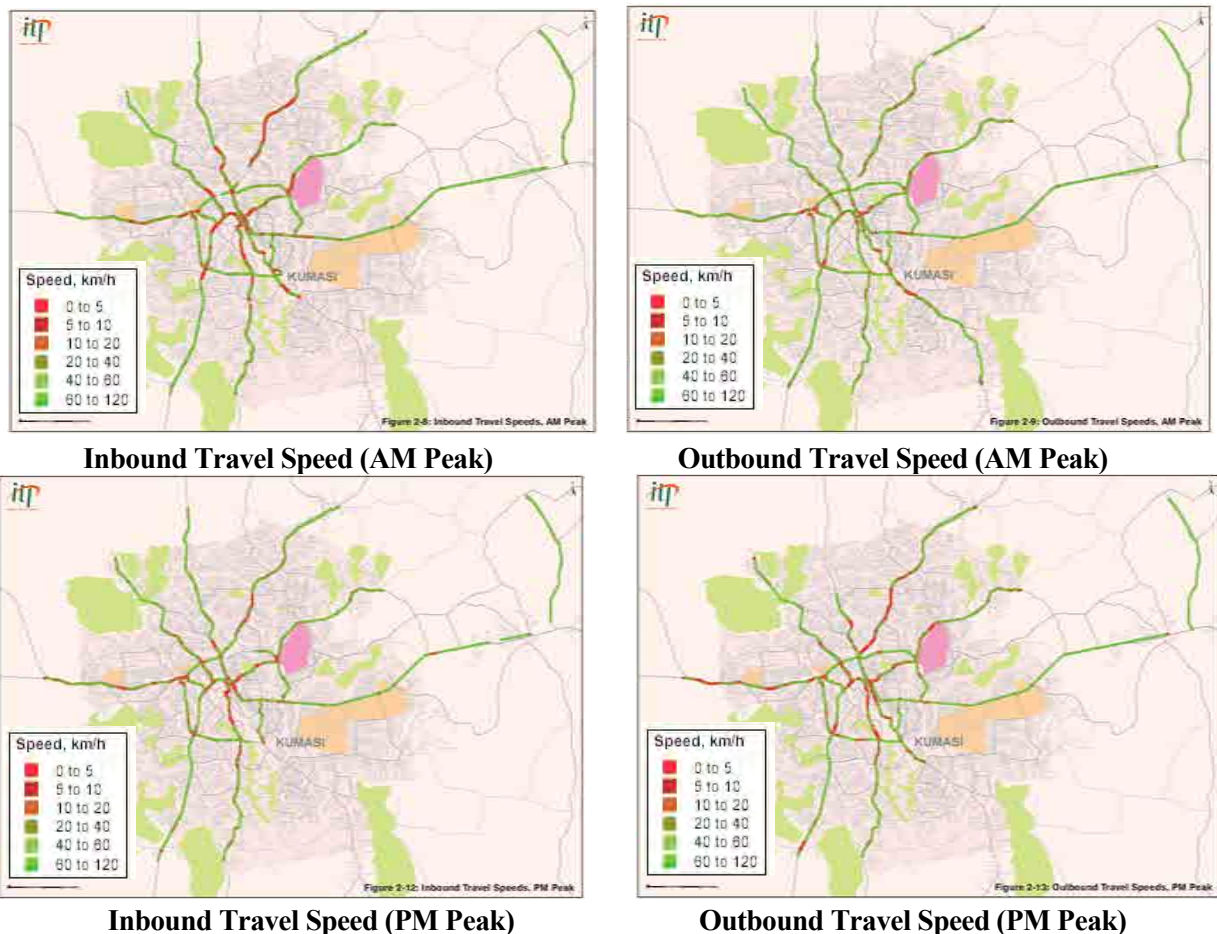 itp
Speed, km/h
0 to 5
5 to 10
10 to 20
20 to 40
40 to 60
60 to 120
KUMASI
Figure 2-8: Inbound Travel Speeds, AM Peak
Inbound Travel Speed (AM Peak)
itp
Speed, km/h
0 to 5
5 to 10
10 to 20
20 to 40
40 to 60
60 to 120
KUMASI
Figure 2-9: Outbound Travel Speeds, AM Peak
Outbound Travel Speed (AM Peak)
itp
Speed, km/h
0 to 5
5 to 10
10 to 20
20 to 40
40 to 60
60 to 120
KUMASI
Figure 2-12: Inbound Travel Speeds, PM Peak
Inbound Travel Speed (PM Peak)
itp
Speed, km/h
0 to 5
5 to 10
10 to 20
20 to 40
40 to 60
60 to 120
KUMASI
Figure 2-13: Outbound Travel Speeds, PM Peak
Outbound Travel Speed (PM Peak)